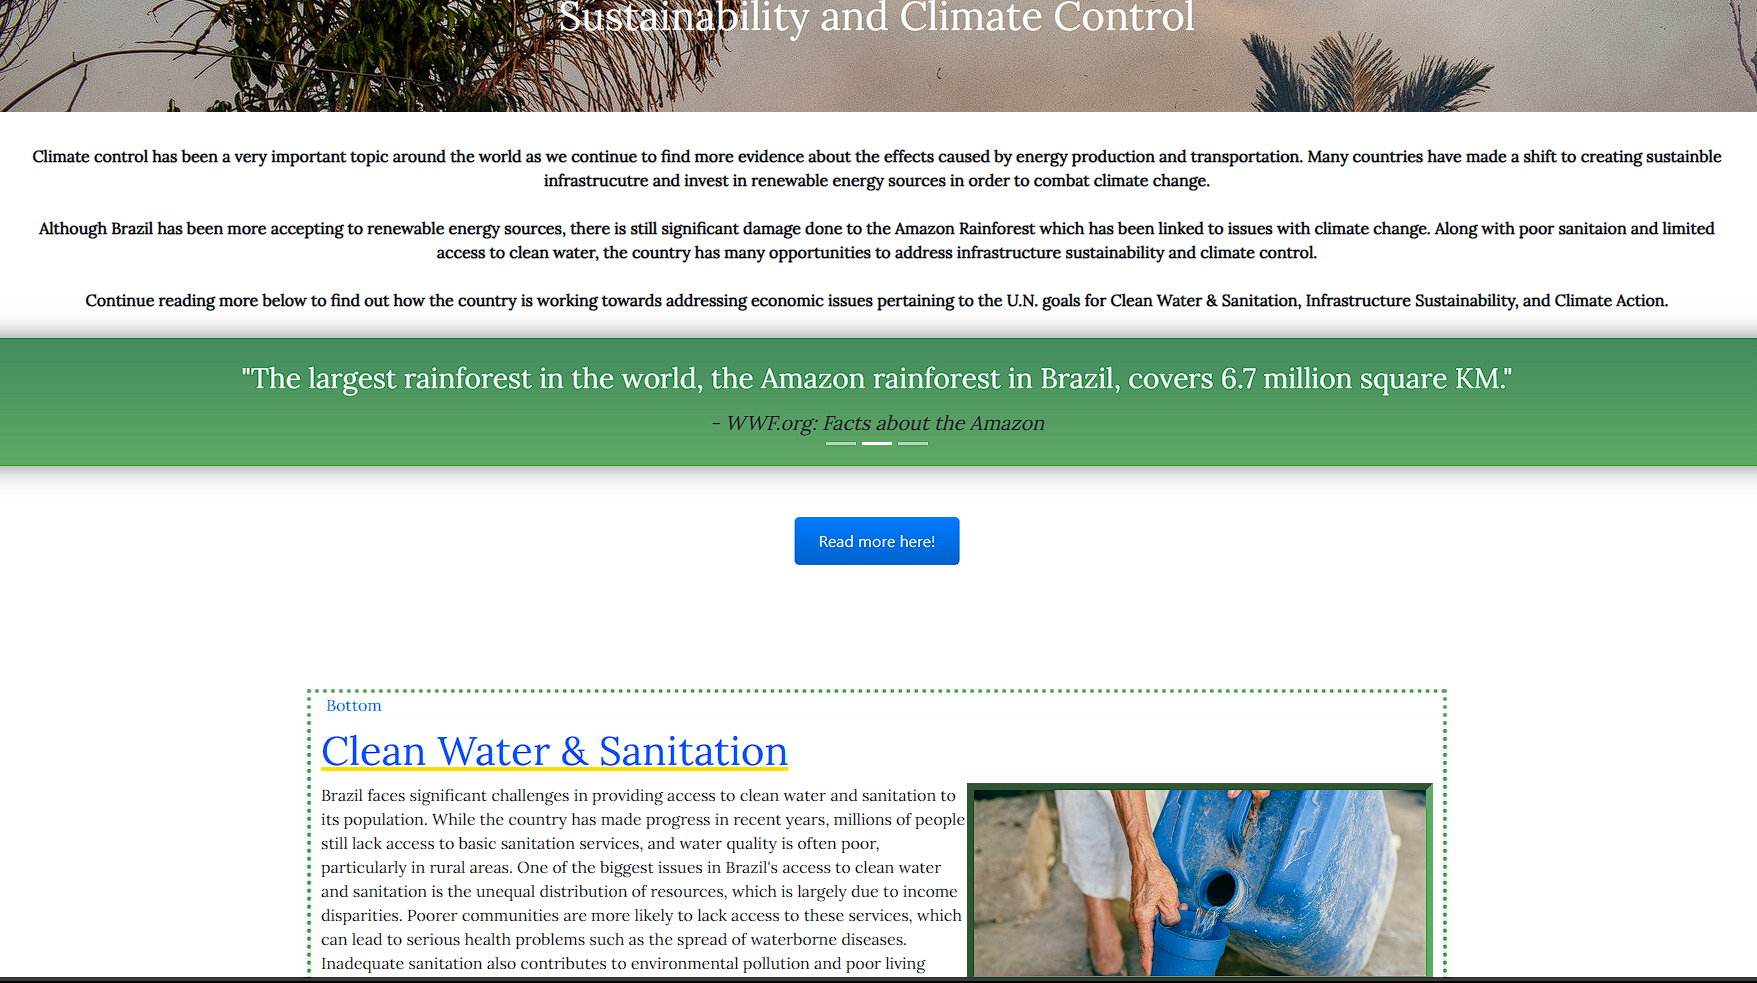 Sustainability and Climate Control
Climate control has been a very important topic around the world as we continue to find more evidence about the effects caused by energy production and transportation. Many countries have made a shift to creating sustainble
infrastrucutre and invest in renewable energy sources in order to combat climate change.
Although Brazil has been more accepting to renewable energy sources, there is still significant damage done to the Amazon Rainforest which has been linked to issues with climate change. Along with poor sanitaion and limited
access to clean water, the country has many opportunities to address infrastructure sustainability and climate control.
Continue reading more below to find out how the country is working towards addressing economic issues pertaining to the U.N. goals for Clean Water & Sanitation, Infrastructure Sustainability, and Climate Action.
"The largest rainforest in the world, the Amazon rainforest in Brazil, covers 6.7 million square KM."
- WWF.org: Facts about the Amazon
Read more here!
Bottom
Clean Water & Sanitation
Brazil faces significant challenges in providing access to clean water and sanitation to
its population. While the country has made progress in recent years, millions of people
still lack access to basic sanitation services, and water quality is often poor,
particularly in rural areas. One of the biggest issues in Brazil's access to clean water
and sanitation is the unequal distribution of resources, which is largely due to income
disparities. Poorer communities are more likely to lack access to these services, which
can lead to serious health problems such as the spread of waterborne diseases.
Inadequate sanitation also contributes to environmental pollution and poor living